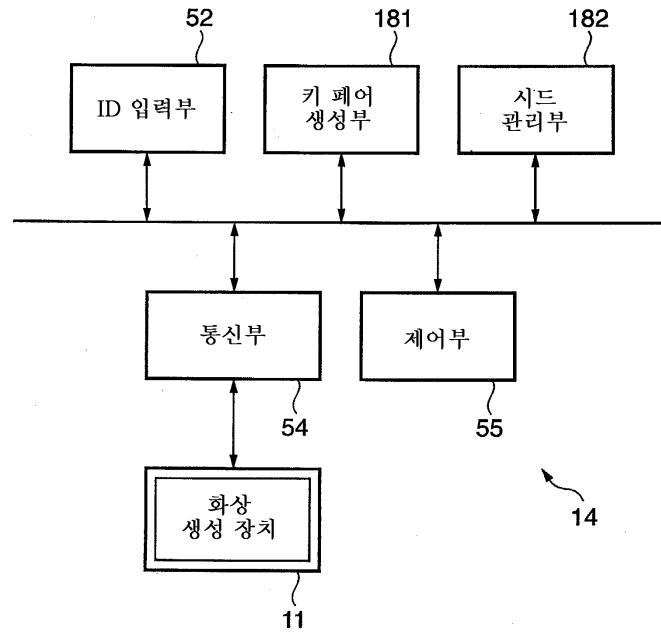 52
181
182
ID 입력부
키 페어
생성부
시드
관리부
통신부
제어부
54
55
화상
생성 장치
14
11